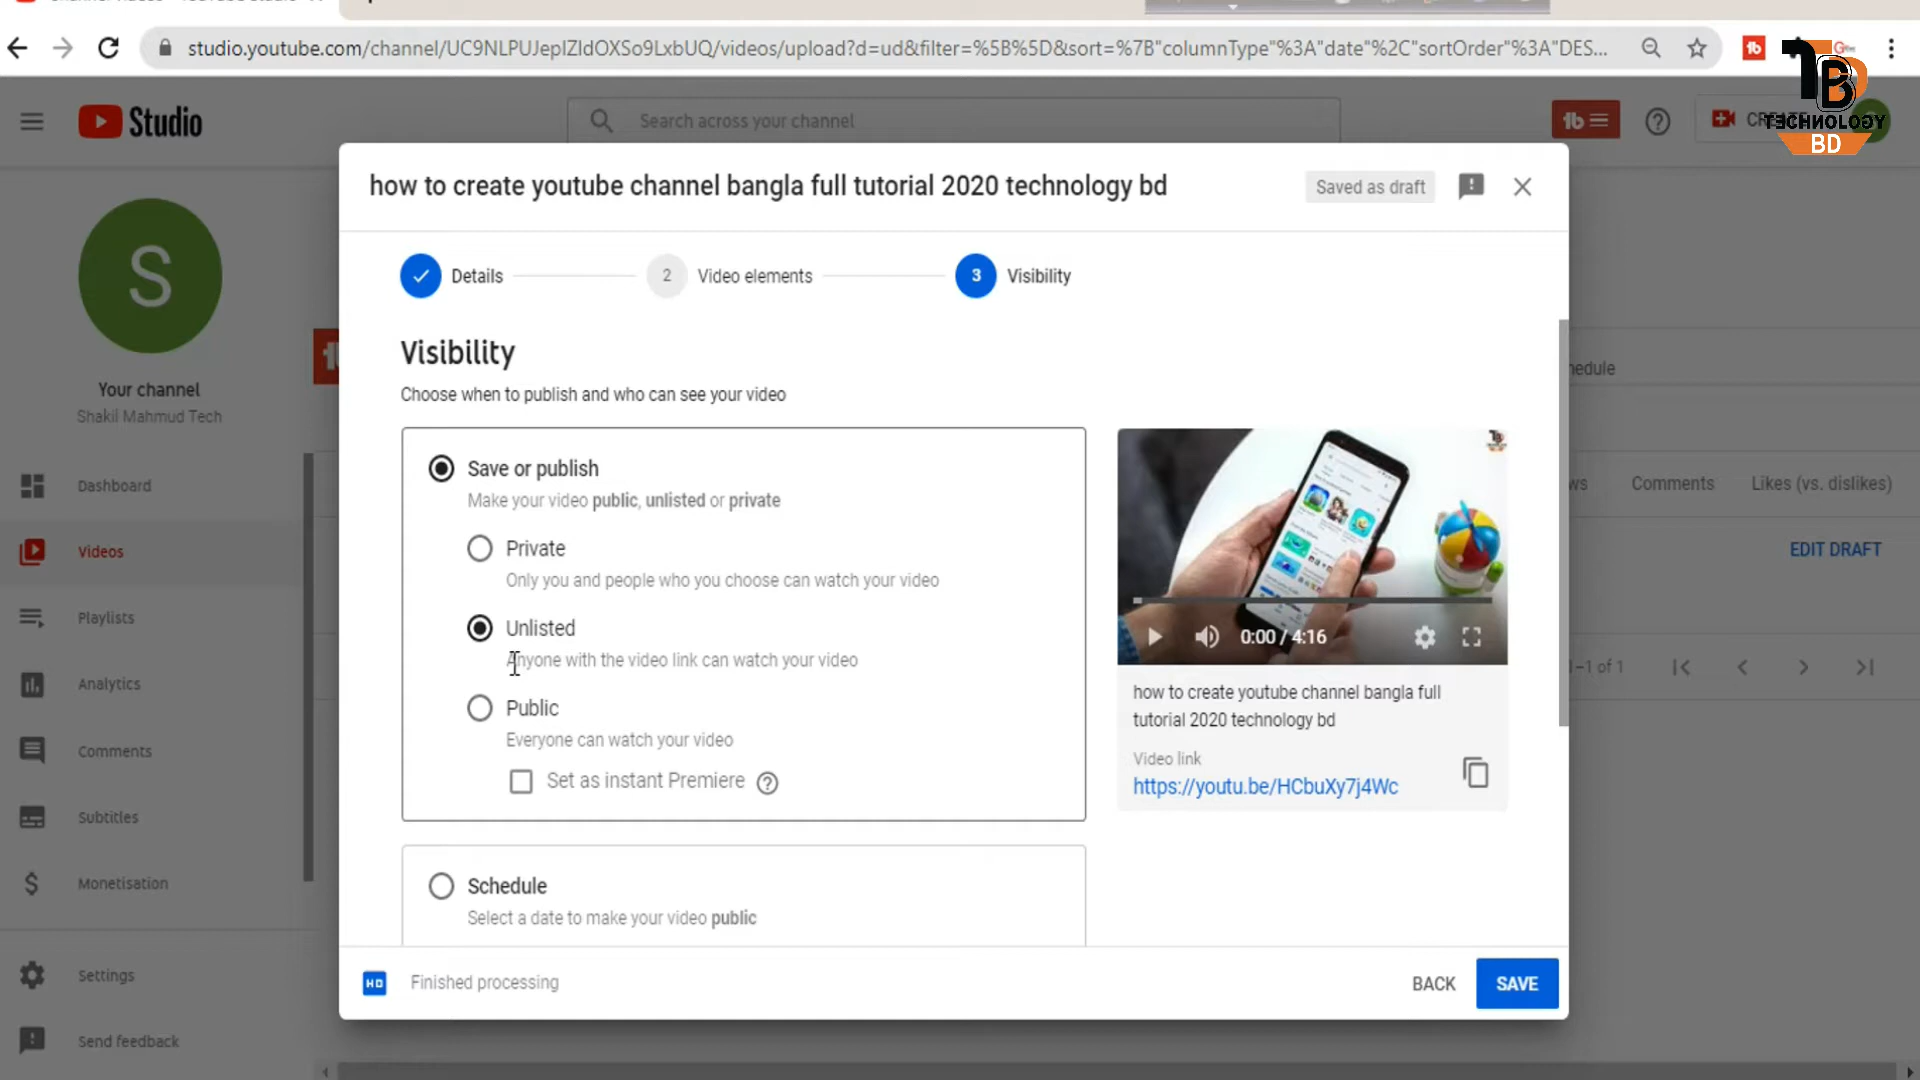 studio.youtube.com/channel/UC9NLPUJepIZIdOXSo9LxbUQ/videos/upload?d=ud&filter=%5B%5D&sort=%7B"columnType"%3A"date"%2C"sortOrder"%3A"DES...
Studio
Search across your channel
TECHNOLOGY
BD
how to create youtube channel bangla full tutorial 2020 technology bd
Saved as draft
S
Details
2
Video elements
3
Visibility
Your channel
Shakil Mahmud Tech
Visibility
Choose when to publish and who can see your video
Save or publish
Make your video public, unlisted or private
Private
Only you and people who you choose can watch your video
Unlisted
Anyone with the video link can watch your video
Public
Everyone can watch your video
Set as instant Premiere
Schedule
Select a date to make your video public
0:00 / 4:16
how to create youtube channel bangla full
tutorial 2020 technology bd
Video link
https://youtu.be/HCbuXy7j4Wc
Comments
Likes (vs. dislikes)
EDIT DRAFT
1–1 of 1
Dashboard
Videos
Playlists
Analytics
Comments
Subtitles
Monetisation
Settings
Send feedback
HD
Finished processing
BACK
SAVE